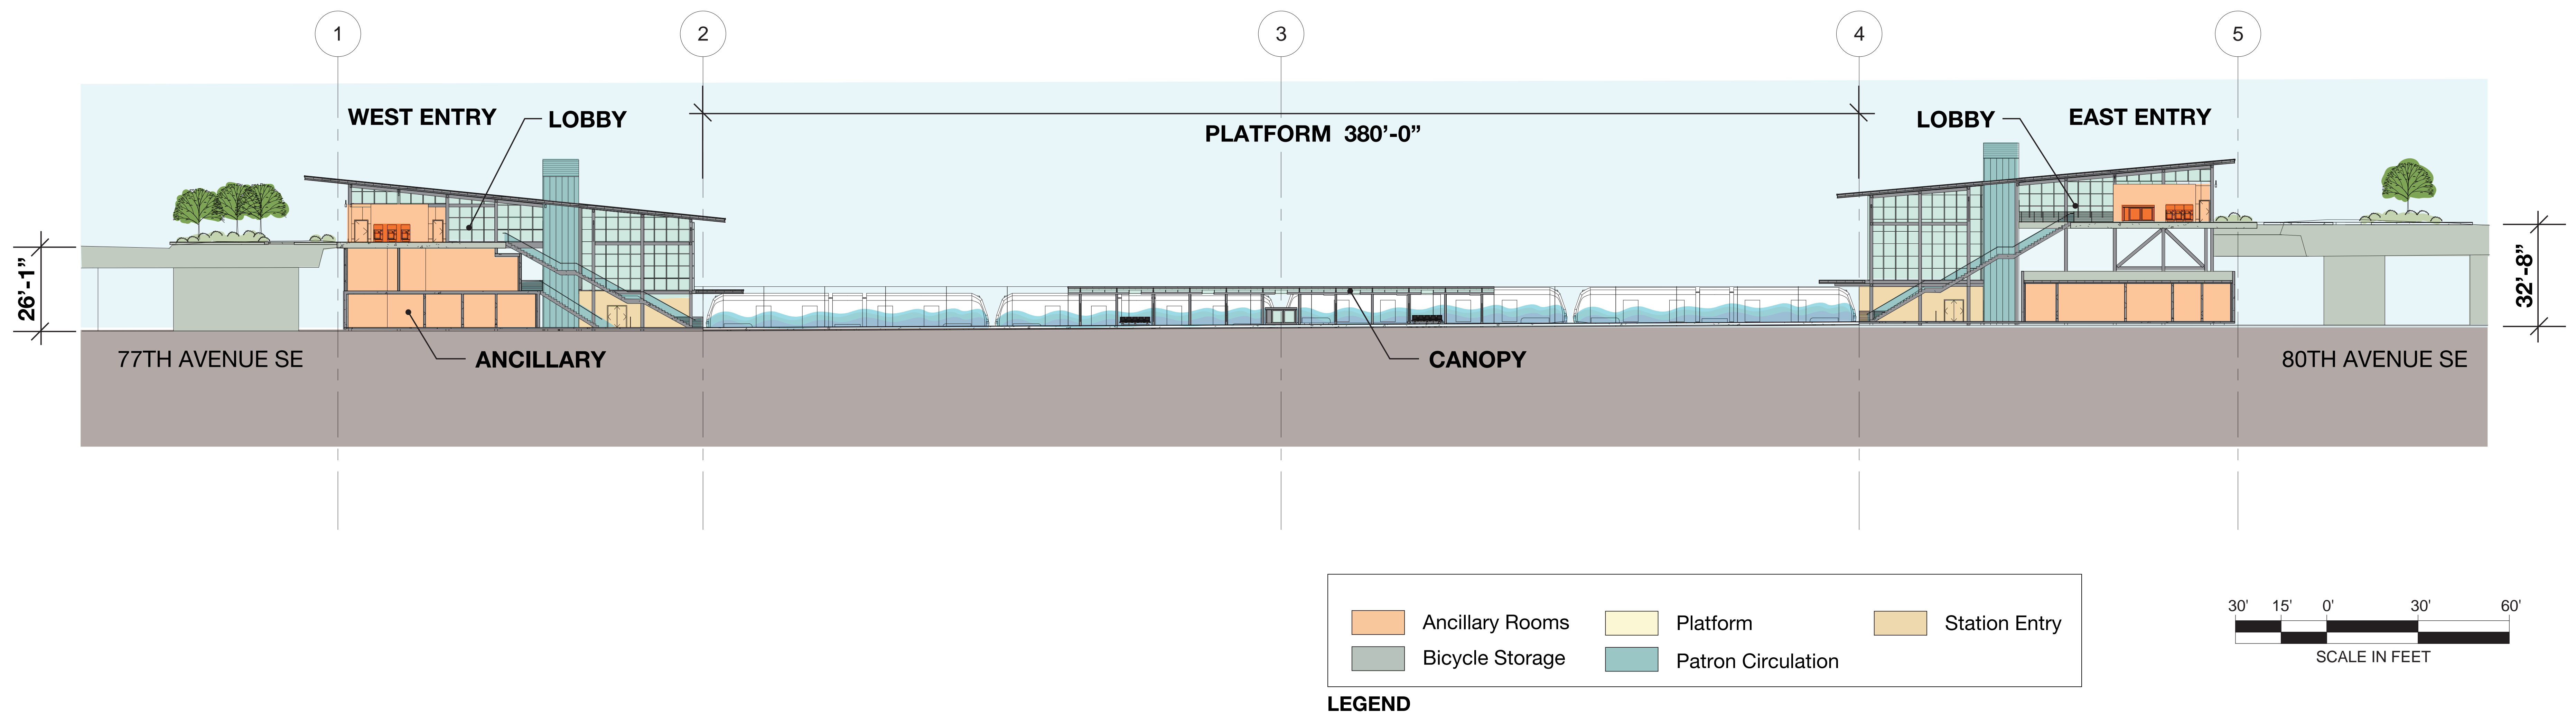 1
2
3
4
5
WEST ENTRY
LOBBY
PLATFORM 380’-0”
LOBBY
EAST ENTRY
26’-1”
32’-8”
77TH AVENUE SE
ANCILLARY
CANOPY
80TH AVENUE SE
Ancillary Rooms
Platform
Station Entry
Bicycle Storage
Patron Circulation
LEGEND
30' 15' 0' 30' 60'
SCALE IN FEET